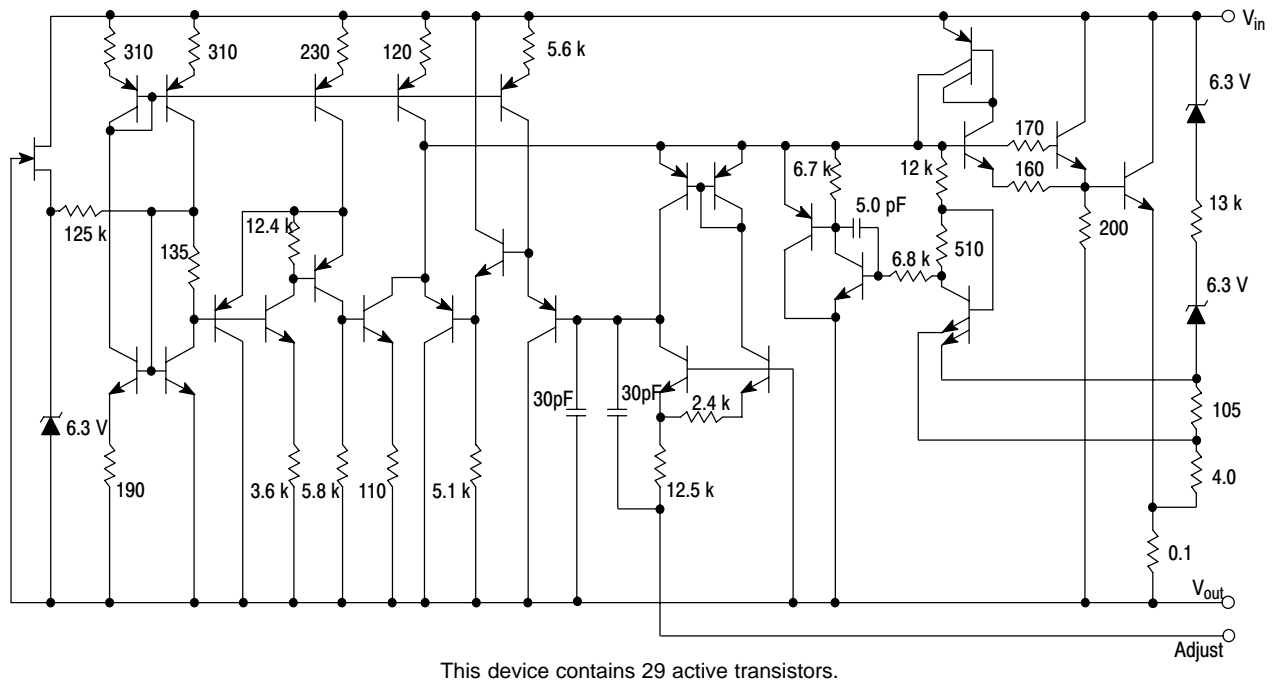 V_in
310
310
230
120
5.6 k
6.3 V
170
12 k
160
6.7 k
5.0 pF
13 k
200
125 k
12.4 k
135
510
6.8 k
6.3 V
30pF
30pF
2.4 k
105
6.3 V
190
3.6 k
5.8 k
110
5.1 k
12.5 k
4.0
0.1
V_out
Adjust
This device contains 29 active transistors.